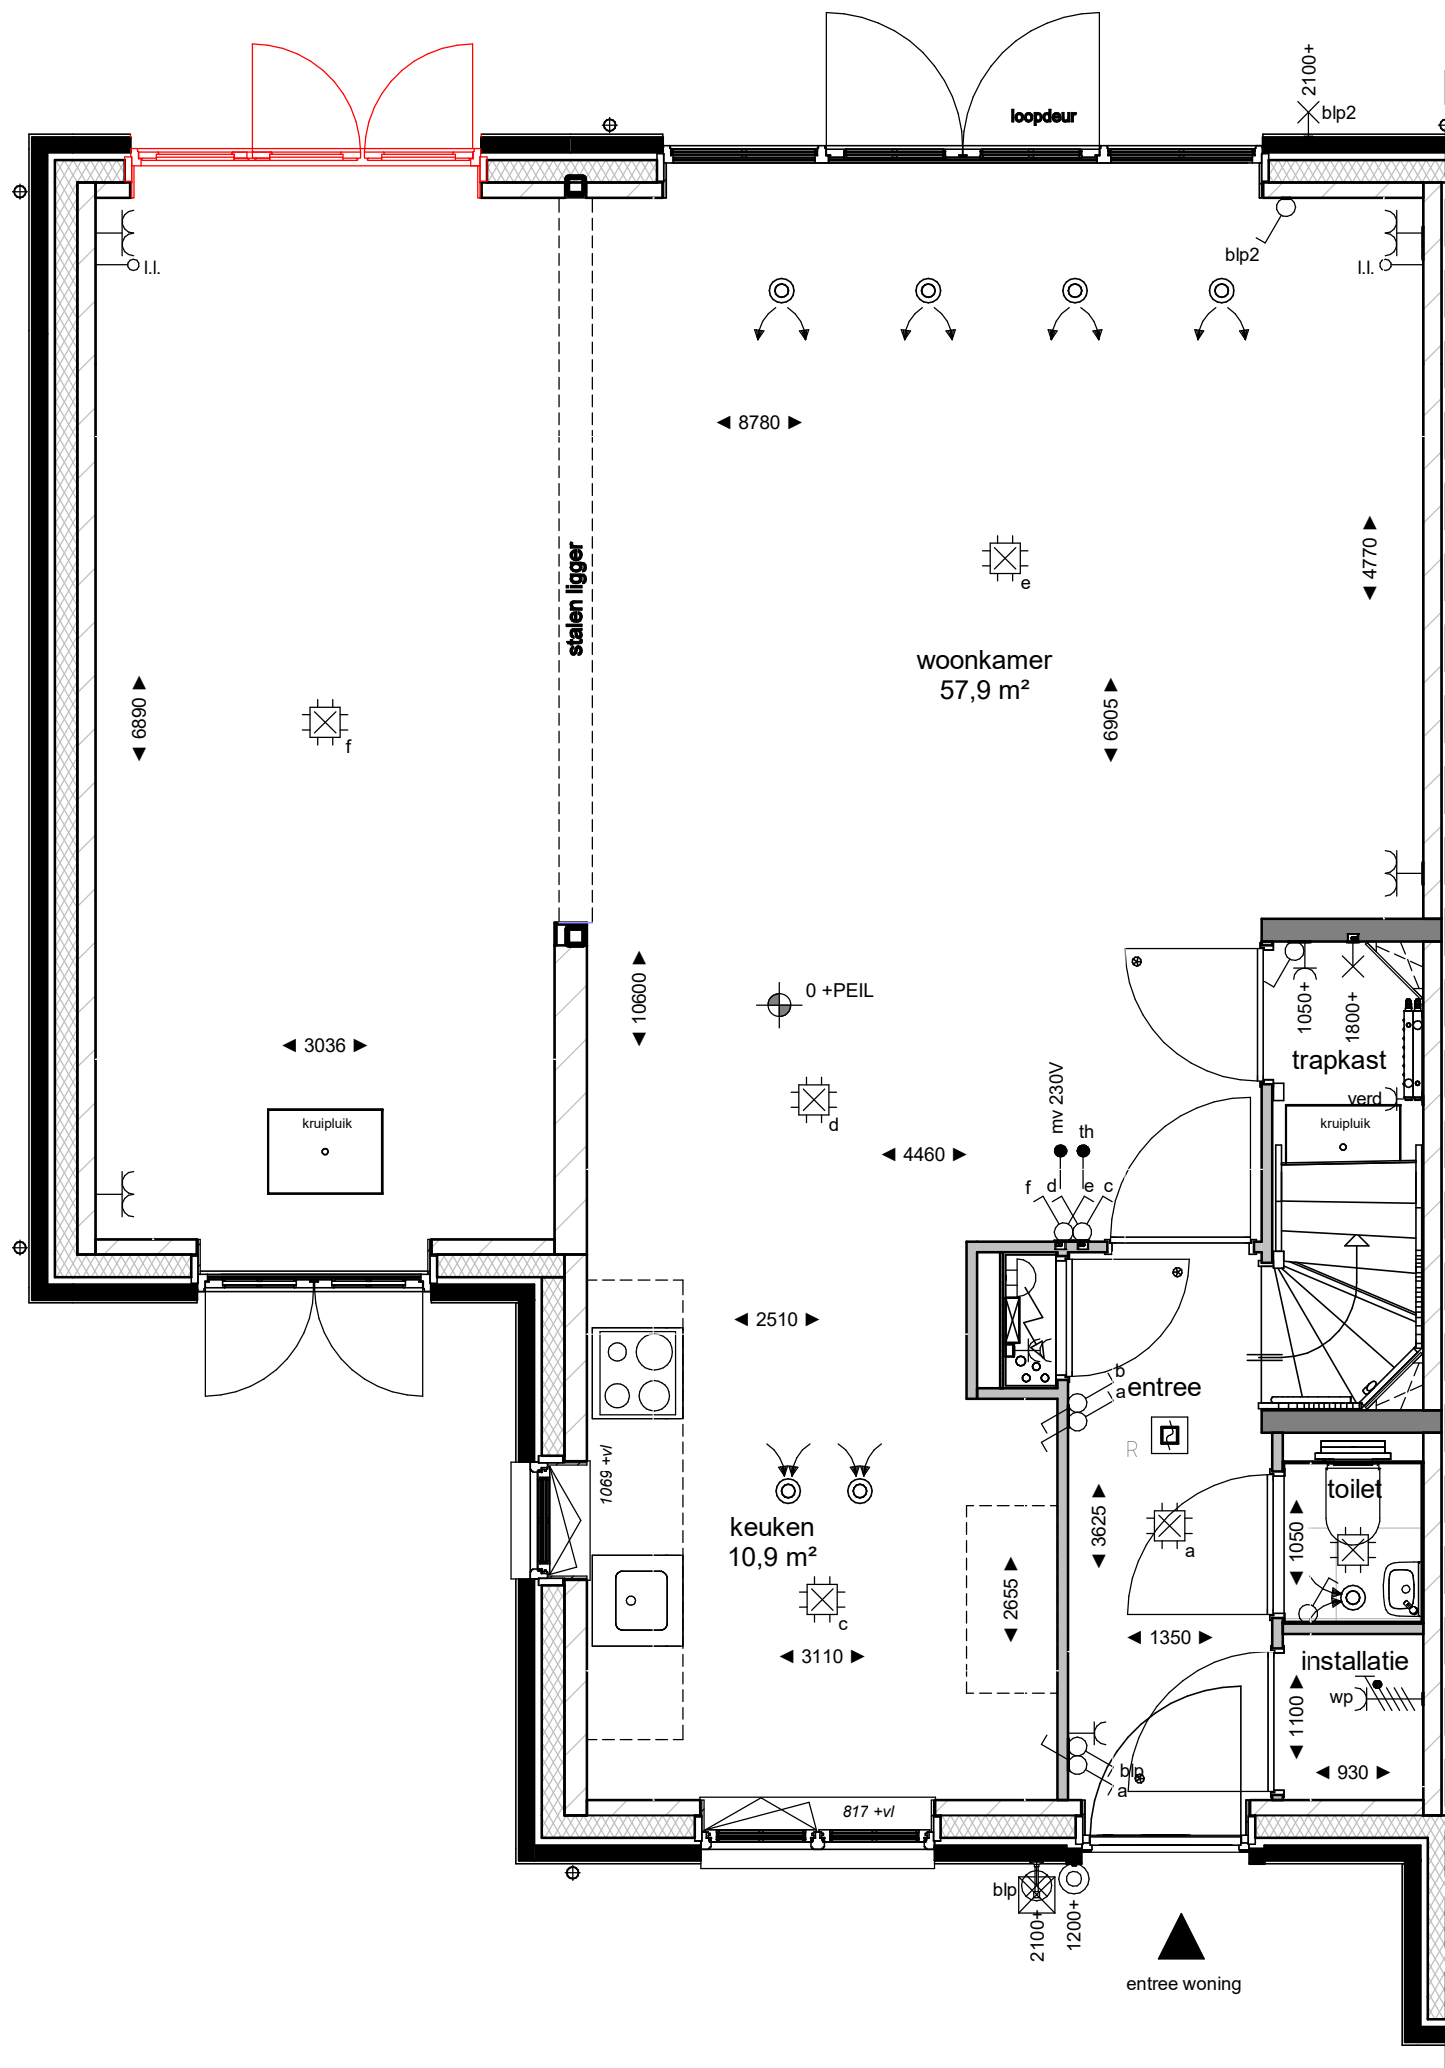 2100+
loopdeur
blp2
blp2
l.l.
l.l.
8780
4770
stalen ligger
e
woonkamer
57,9 m²
6890
6905
f
10600
0 +PEIL
1050+
1800+
3036
trapkast
mv 230V
verd
kruipluik
kruipluik
d
th
4460
f d e c
2510
b
a
entree
R
1069 +vl
toilet
keuken
10,9 m²
3625
1050
a
2655
c
1350
3110
installatie
wp
1100
blp
930
a
817 +vl
blp
2100+
1200+
entree woning